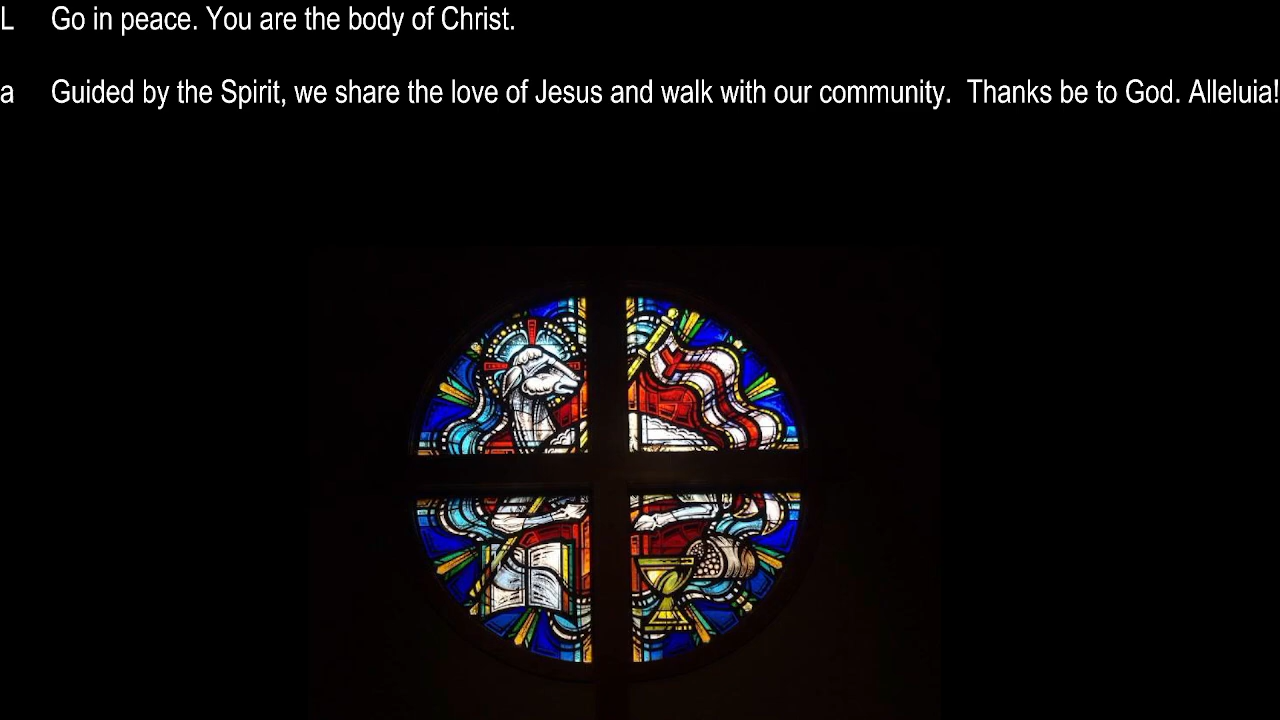 L Go in peace. You are the body of Christ.
a Guided by the Spirit, we share the love of Jesus and walk with our community. Thanks be to God. Alleluia!